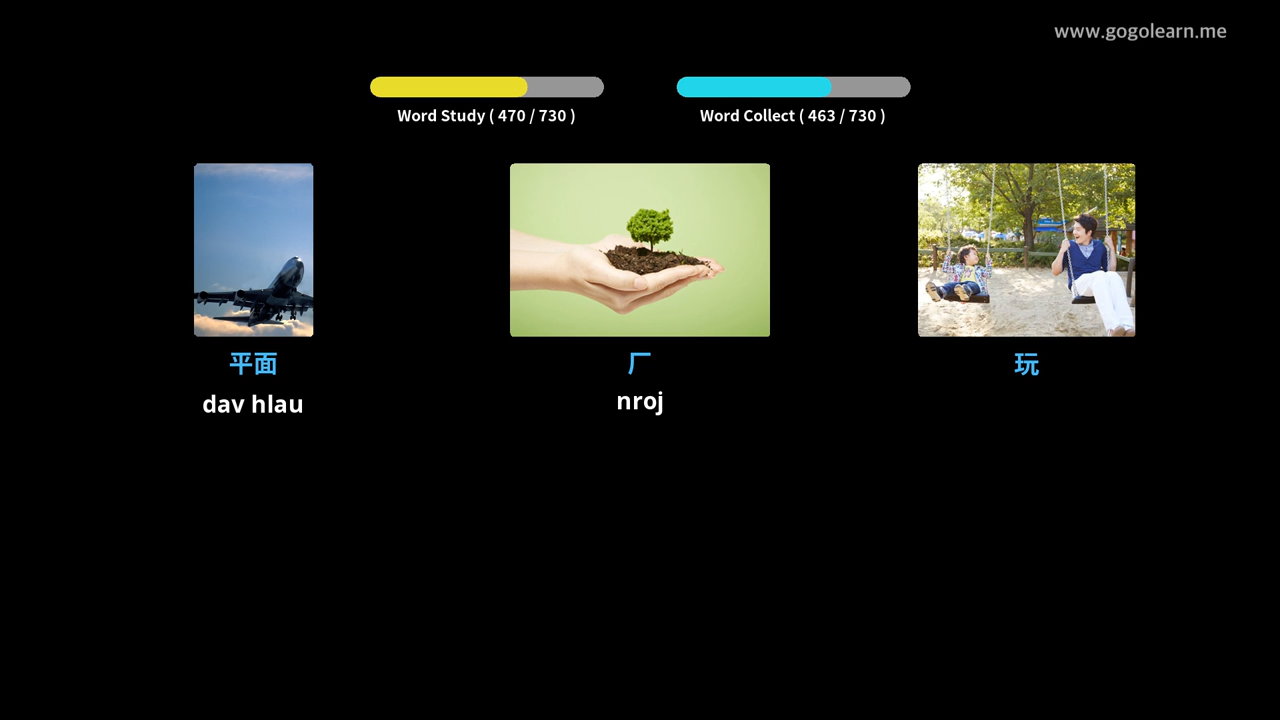 www.gogolearn.me
Word Study ( 470 / 730 )
Word Collect ( 463 / 730 )
平面
厂
玩
dav hlau
nroj